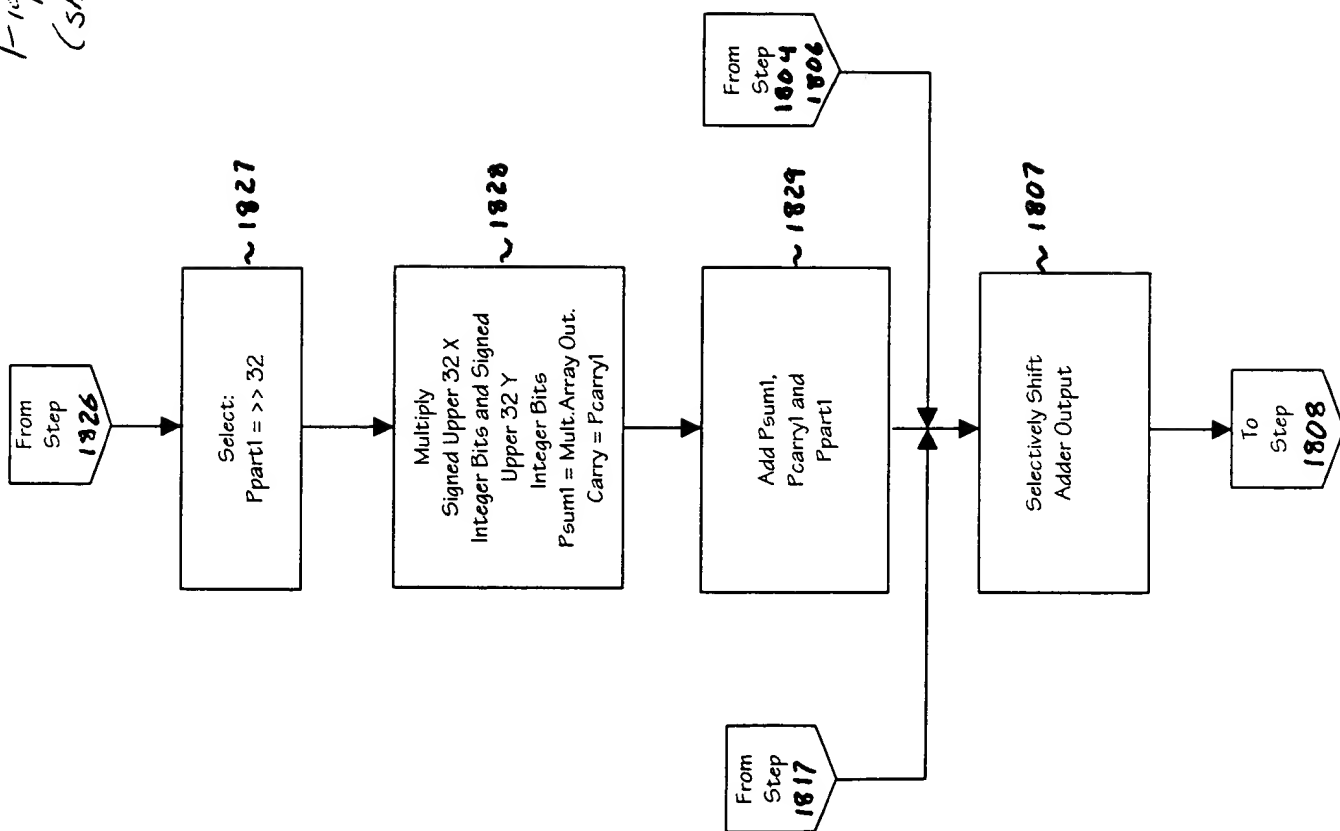 From
Step
1826
Select:
Ppart1 = >> 32
~ 1827
Multiply
Signed Upper 32 X
Integer Bits and Signed
Upper 32 Y
Integer Bits
Psum1 = Mult.Array Out.
Carry = Pcarry1
~ 1828
Add Psum1,
Pcarry1 and
Ppart1
~ 1829
From
Step
1804
1806
From
Step
1817
Selectively Shift
Adder Output
~ 1807
To
Step
1808